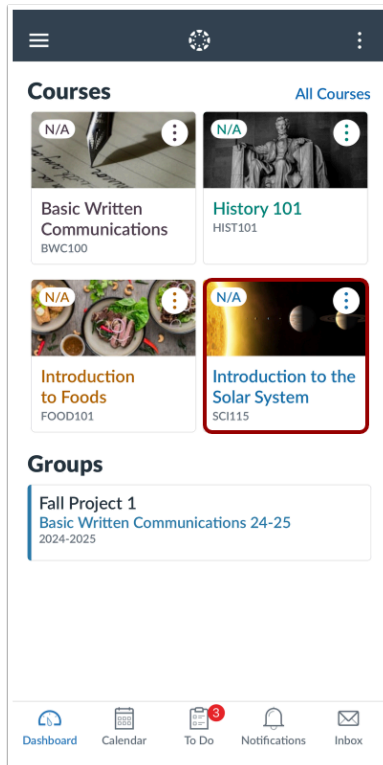 Courses
All Courses
N/A
N/A
Basic Written
Communications
BWC100
History 101
HIST101
N/A
N/A
Introduction
to Foods
FOOD101
Introduction to the
Solar System
SCI115
Groups
Fall Project 1
Basic Written Communications 24-25
2024-2025
3
Dashboard
Calendar
To Do
Notifications
Inbox